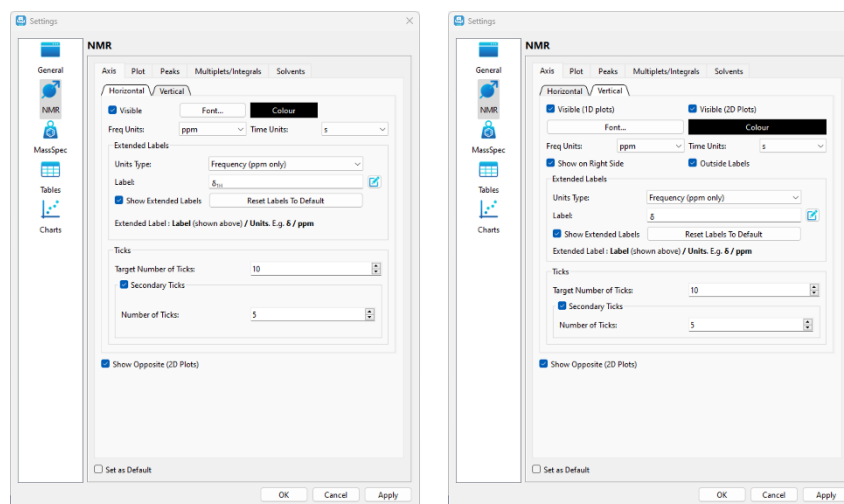 Settings
NMR
General
NMR
MassSpec
Tables
Charts
Axis Plot Peaks Multiplets/Integrals Solvents
Horizontal Vertical
Visible Font... Colour
Freq Units: ppm Time Units: s
Extended Labels
Units Type: Frequency (ppm only)
Label: δ₁H
Show Extended Labels Reset Labels To Default
Extended Label : Label (shown above) / Units. E.g. δ / ppm
Ticks
Target Number of Ticks: 10
Secondary Ticks
Number of Ticks: 5
Show Opposite (2D Plots)
Set as Default
OK Cancel Apply
Settings
NMR
General
NMR
MassSpec
Tables
Charts
Axis Plot Peaks Multiplets/Integrals Solvents
Horizontal Vertical
Visible (1D plots) Visible (2D Plots)
Font... Colour
Freq Units: ppm Time Units: s
Show on Right Side Outside Labels
Extended Labels
Units Type: Frequency (ppm only)
Label: δ
Show Extended Labels Reset Labels To Default
Extended Label : Label (shown above) / Units. E.g. δ / ppm
Ticks
Target Number of Ticks: 10
Secondary Ticks
Number of Ticks: 5
Show Opposite (2D Plots)
Set as Default
OK Cancel Apply